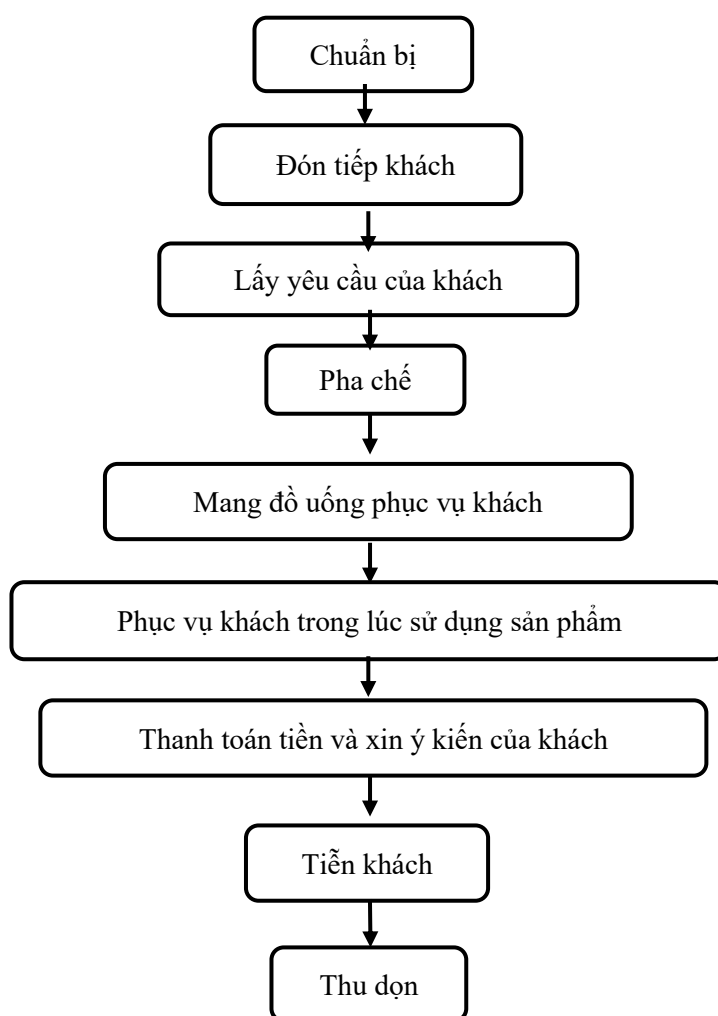 Chuẩn bị
Đón tiếp khách
Lấy yêu cầu của khách
Pha chế
Mang đồ uống phục vụ khách
Phục vụ khách trong lúc sử dụng sản phẩm
Thanh toán tiền và xin ý kiến của khách
Tiễn khách
Thu dọn